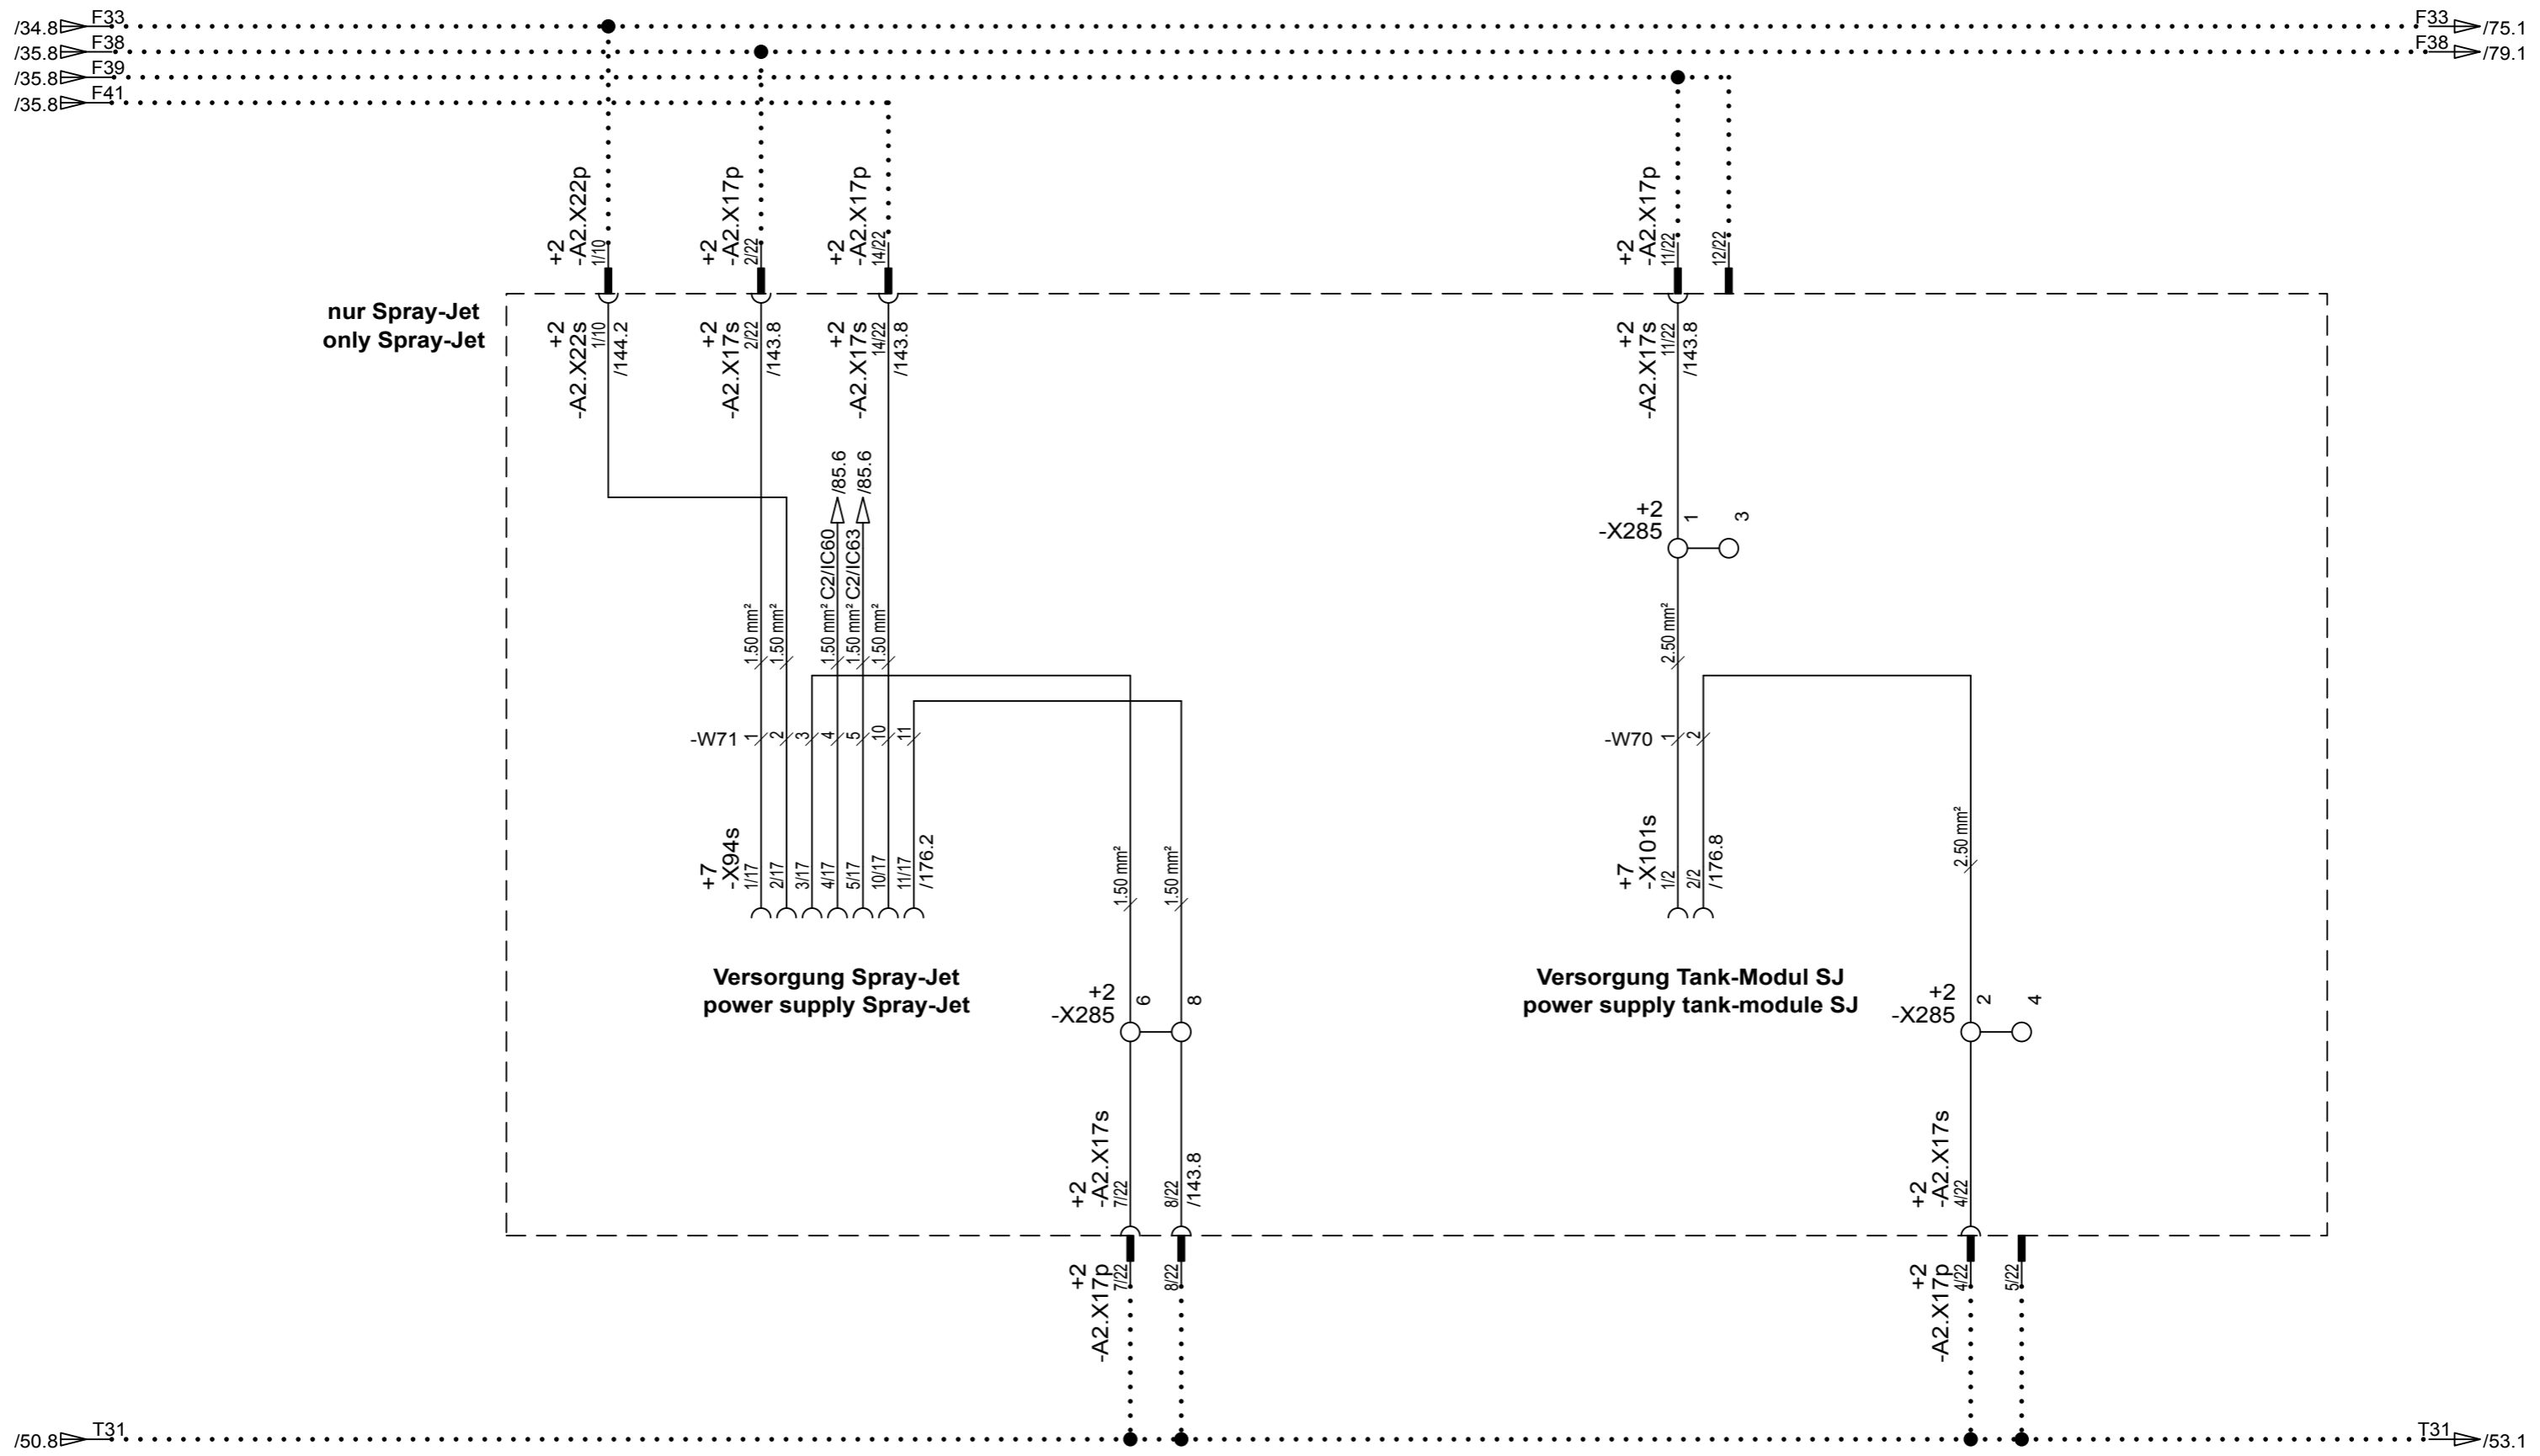 /34.8 F33
F33 /75.1
/35.8 F38
F38 /79.1
/35.8 F39
/35.8 F41
+2
-A2.X22p
1/10
+2
-A2.X17p
2/22
+2
-A2.X17p
14/22
+2
-A2.X17p
11/22
12/22
nur Spray-Jet
only Spray-Jet
+2
-A2.X22s
1/10
/144.2
+2
-A2.X17s
2/22
/143.8
+2
-A2.X17s
14/22
/143.8
+2
-A2.X17s
11/22
/143.8
/85.6
/85.6
C2/IC60
C2/IC63
+2
-X285
1
3
1.50 mm²
1.50 mm²
1.50 mm²
1.50 mm²
1.50 mm²
2.50 mm²
-W71
1
2
3
4
5
10
11
-W70
1
2
+7
-X94s
1/17
2/17
3/17
4/17
5/17
10/17
11/17
/176.2
1.50 mm²
1.50 mm²
+7
-X101s
1/2
2/2
/176.8
2.50 mm²
Versorgung Spray-Jet
power supply Spray-Jet
Versorgung Tank-Modul SJ
power supply tank-module SJ
+2
-X285
6
8
+2
-X285
2
4
+2
-A2.X17s
7/22
8/22
/143.8
+2
-A2.X17s
4/22
+2
-A2.X17p
7/22
8/22
+2
-A2.X17p
4/22
5/22
/50.8 T31
T31 /53.1